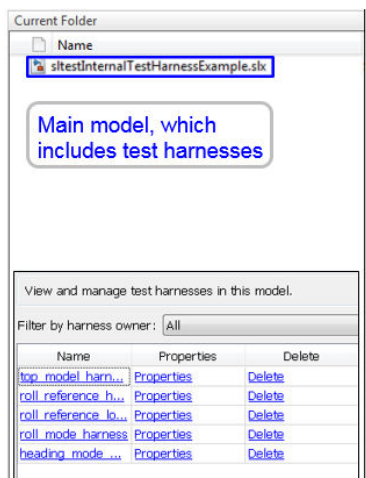 Current Folder
Name
sltestInternalTestHarnessExample.slx
Main model, which
includes test harnesses
View and manage test harnesses in this model.
Filter by harness owner: All
Name Properties Delete
top_model_harn... Properties Delete
roll_reference_h... Properties Delete
roll_reference_lo... Properties Delete
roll_mode_harness Properties Delete
heading_mode_... Properties Delete